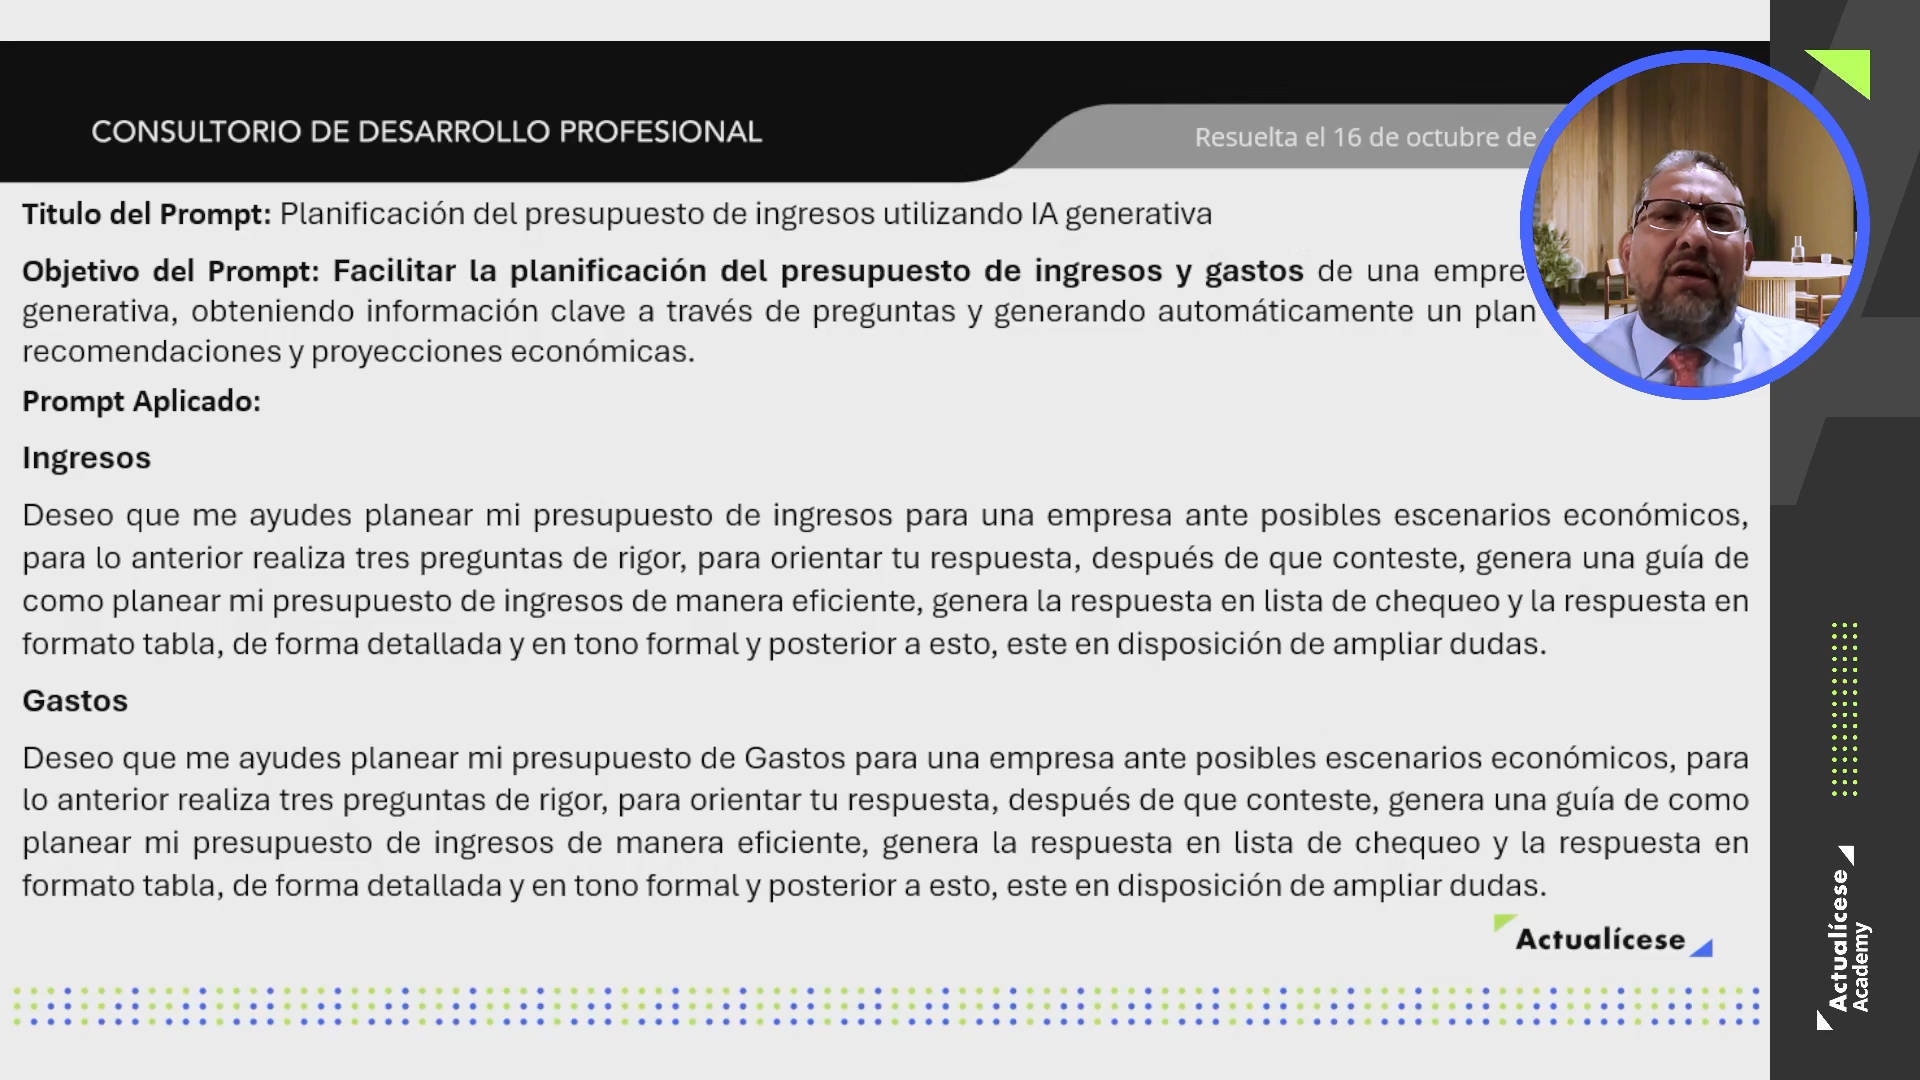 CONSULTORIO DE DESARROLLO PROFESIONAL
Resuelta el 16 de octubre de
Titulo del Prompt: Planificación del presupuesto de ingresos utilizando IA generativa
Objetivo del Prompt: Facilitar la planificación del presupuesto de ingresos y gastos de una
generativa, obteniendo información clave a través de preguntas y generando automáticamente un plan
recomendaciones y proyecciones económicas.
Prompt Aplicado:
Ingresos
Deseo que me ayudes planear mi presupuesto de ingresos para una empresa ante posibles escenarios económicos,
para lo anterior realiza tres preguntas de rigor, para orientar tu respuesta, después de que conteste, genera una guía de
como planear mi presupuesto de ingresos de manera eficiente, genera la respuesta en lista de chequeo y la respuesta en
formato tabla, de forma detallada y en tono formal y posterior a esto, este en disposición de ampliar dudas.
Gastos
Deseo que me ayudes planear mi presupuesto de Gastos para una empresa ante posibles escenarios económicos, para
lo anterior realiza tres preguntas de rigor, para orientar tu respuesta, después de que conteste, genera una guía de como
planear mi presupuesto de ingresos de manera eficiente, genera la respuesta en lista de chequeo y la respuesta en
formato tabla, de forma detallada y en tono formal y posterior a esto, este en disposición de ampliar dudas.
Actualícese
Actualícese
Academy